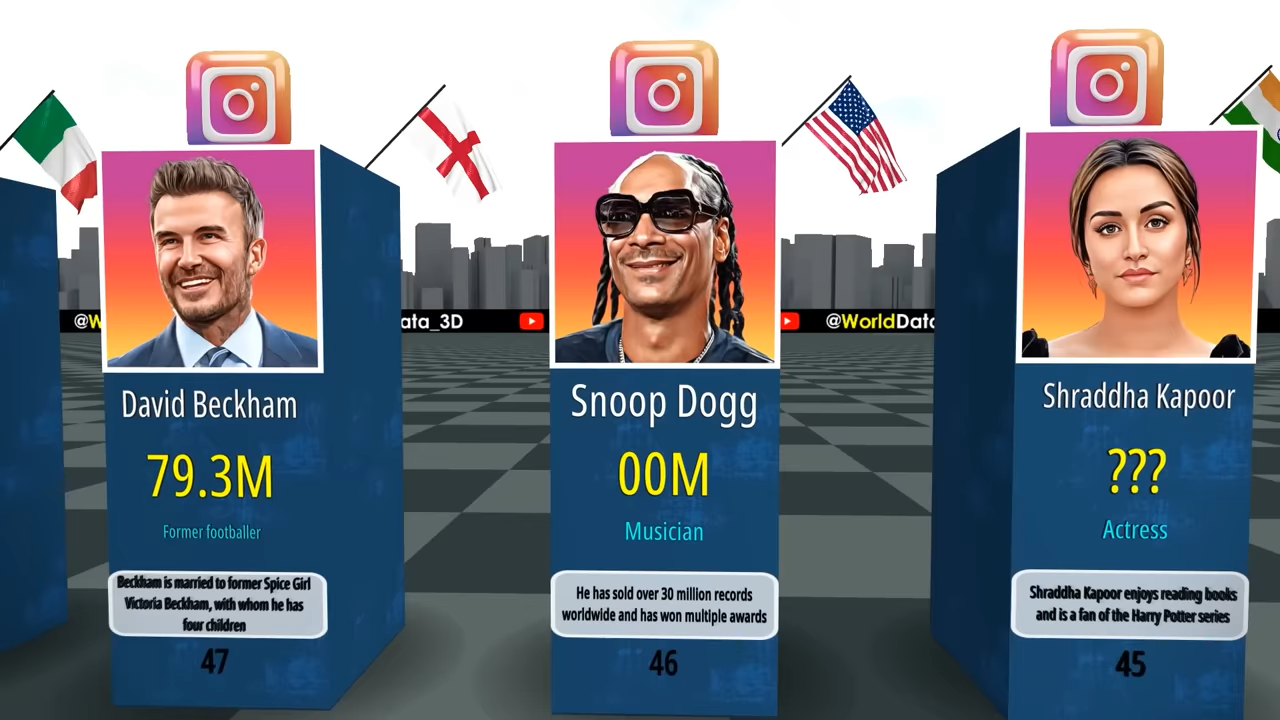 @W
ata_3D
@WorldData
David Beckham
79.3M
Former footballer
Beckham is married to former Spice Girl
Victoria Beckham, with whom he has
four children
47
Snoop Dogg
00M
Musician
He has sold over 30 million records
worldwide and has won multiple awards
46
Shraddha Kapoor
???
Actress
Shraddha Kapoor enjoys reading books
and is a fan of the Harry Potter series
45